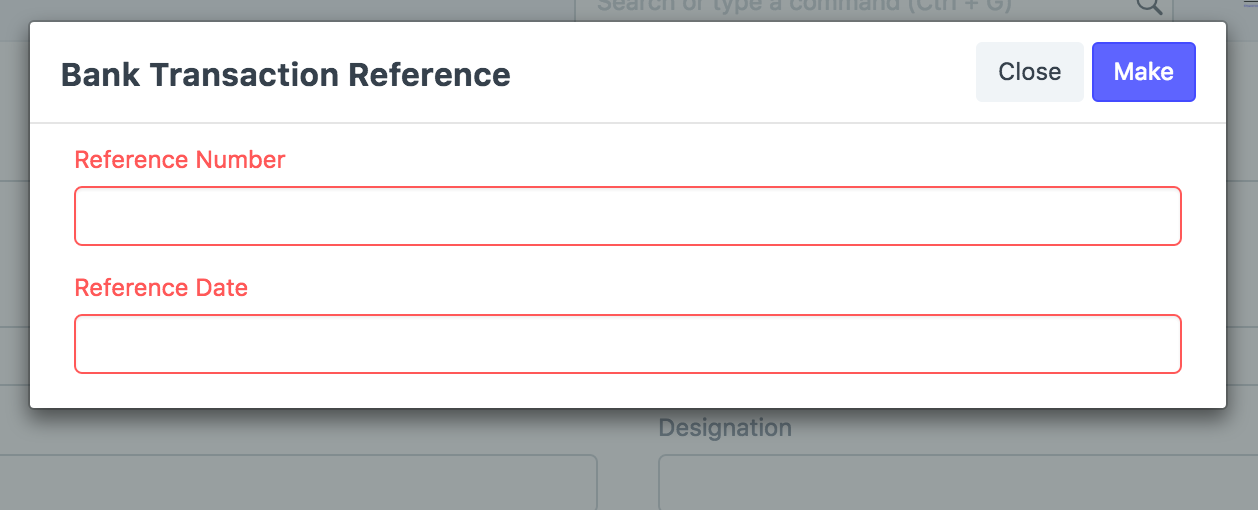 Search or type a command (Ctrl + G)
Bank Transaction Reference
Close
Make
Reference Number
Reference Date
Designation